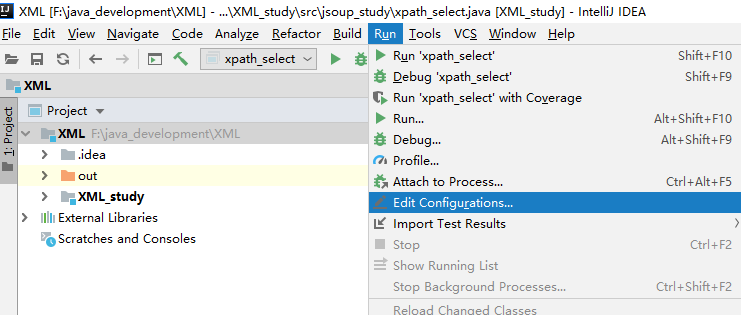 XML [F:\java_development\XML] - ...\XML_study\src\jsoup_study\xpath_select.java [XML_study] - IntelliJ IDEA
File Edit View Navigate Code Analyze Refactor Build Run Tools VCS Window Help
xpath_select
XML
1: Project
Project
XML F:\java_development\XML
.idea
out
XML_study
External Libraries
Scratches and Consoles
Run 'xpath_select' Shift+F10
Debug 'xpath_select' Shift+F9
Run 'xpath_select' with Coverage
Run... Alt+Shift+F10
Debug... Alt+Shift+F9
Profile...
Attach to Process... Ctrl+Alt+F5
Edit Configurations...
Import Test Results
Stop Ctrl+F2
Show Running List
Stop Background Processes... Ctrl+Shift+F2
Reload Changed Classes